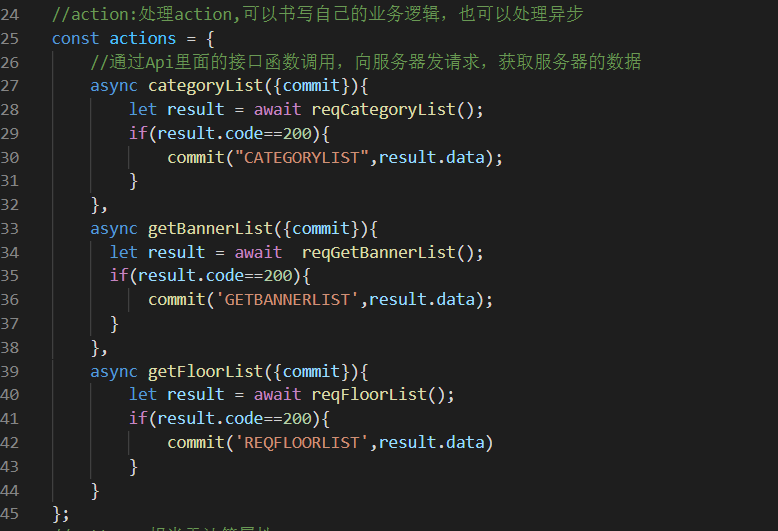 24 //action:处理action,可以书写自己的业务逻辑，也可以处理异步
25 const actions = {
26 //通过Api里面的接口函数调用，向服务器发请求，获取服务器的数据
27 async categoryList({commit}){
28 let result = await reqCategoryList();
29 if(result.code==200){
30 commit("CATEGORYLIST",result.data);
31 }
32 },
33 async getBannerList({commit}){
34 let result = await  reqGetBannerList();
35 if(result.code==200){
36 commit('GETBANNERLIST',result.data);
37 }
38 },
39 async getFloorList({commit}){
40 let result = await reqFloorList();
41 if(result.code==200){
42 commit('REQFLOORLIST',result.data)
43 }
44 }
45 };